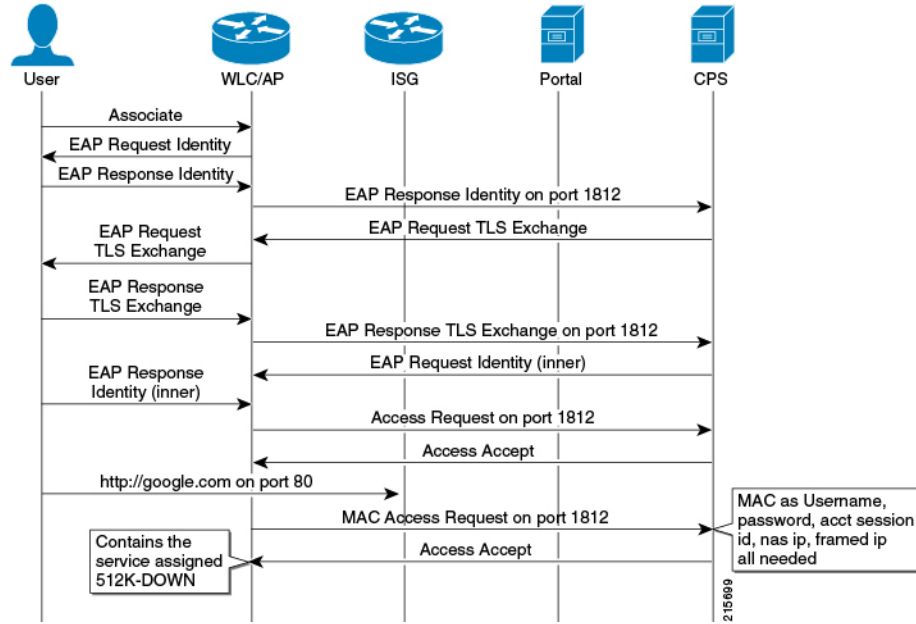 User
WLC/AP
ISG
Portal
CPS
Associate
EAP Request Identity
EAP Response Identity
EAP Response Identity on port 1812
EAP Request TLS Exchange
EAP Request
TLS Exchange
EAP Response
TLS Exchange
EAP Response TLS Exchange on port 1812
EAP Request Identity (inner)
EAP Response
Identity (inner)
Access Request on port 1812
Access Accept
http://google.com on port 80
MAC Access Request on port 1812
MAC as Username,
password, acct session
id, nas ip, framed ip
all needed
Contains the
service assigned
512K-DOWN
Access Accept
215699